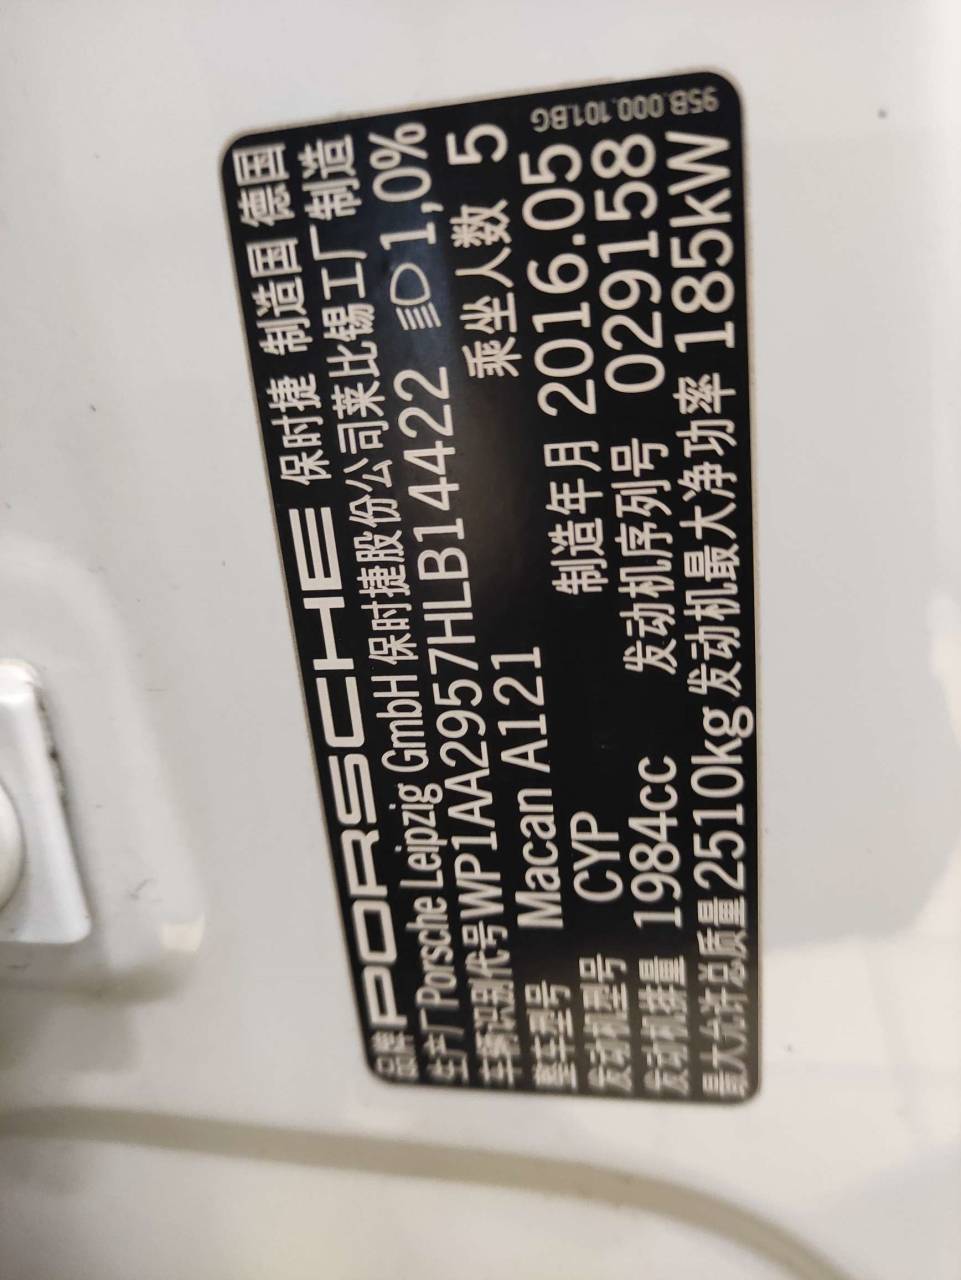 95B.000.101.BG
品牌 PORSCHE 保时捷 制造国 德国
生产厂 Porsche Leipzig GmbH 保时捷股份公司莱比锡工厂制造
车辆识别代号 WP1AA2957HLB14422 1,0%
整车型号 Macan A121 乘坐人数 5
发动机型号 CYP 制造年月 2016.05
发动机排量 1984cc 发动机序列号 029158
最大允许总质量 2510kg 发动机最大净功率 185kW